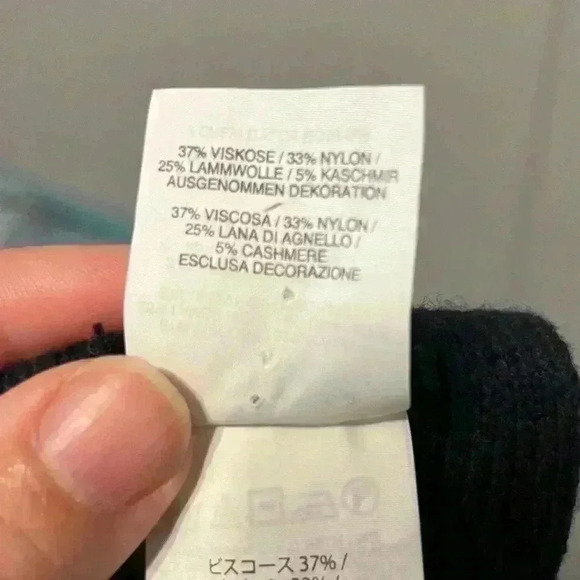 37% VISKOSE / 33% NYLON /
25% LAMMWOLLE / 5% KASCHMIR
AUSGENOMMEN DEKORATION
37% VISCOSA / 33% NYLON /
25% LANA DI AGNELLO /
5% CASHMERE
ESCLUSA DECORAZIONE
ビスコース 37% /
33% /